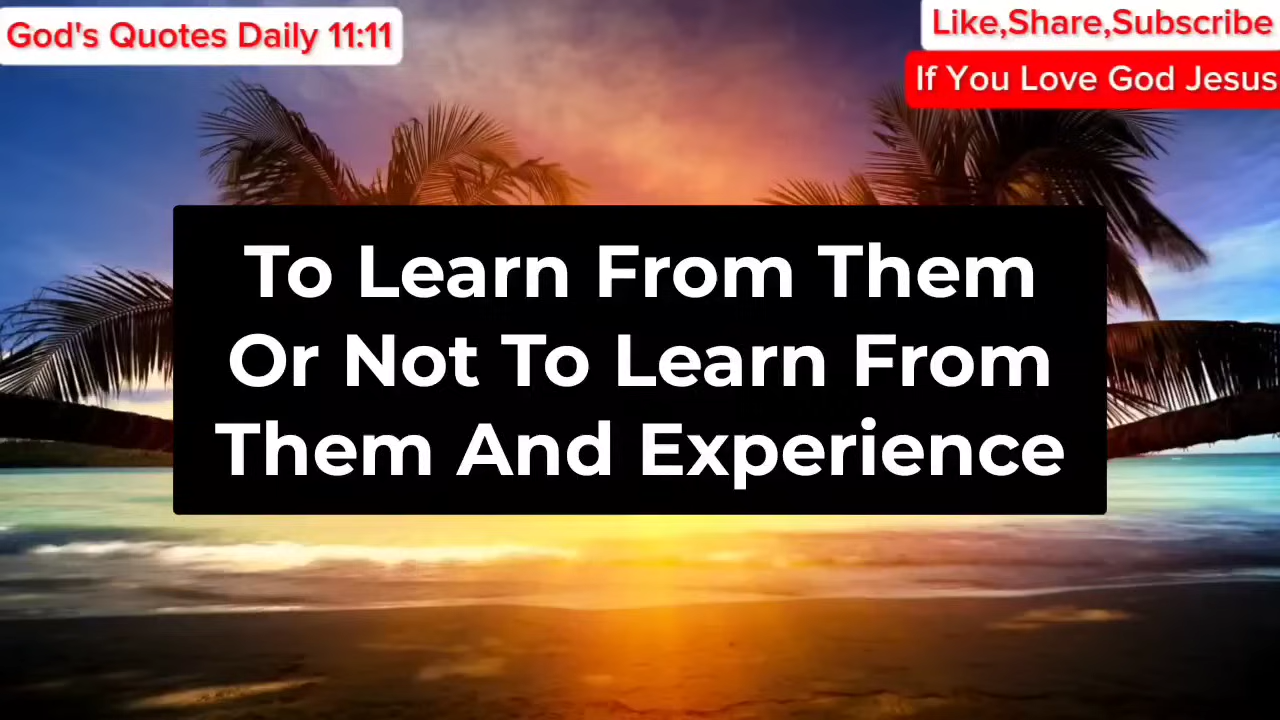 God's Quotes Daily 11:11
Like,Share,Subscribe
If You Love God Jesus
To Learn From Them
Or Not To Learn From
Them And Experience